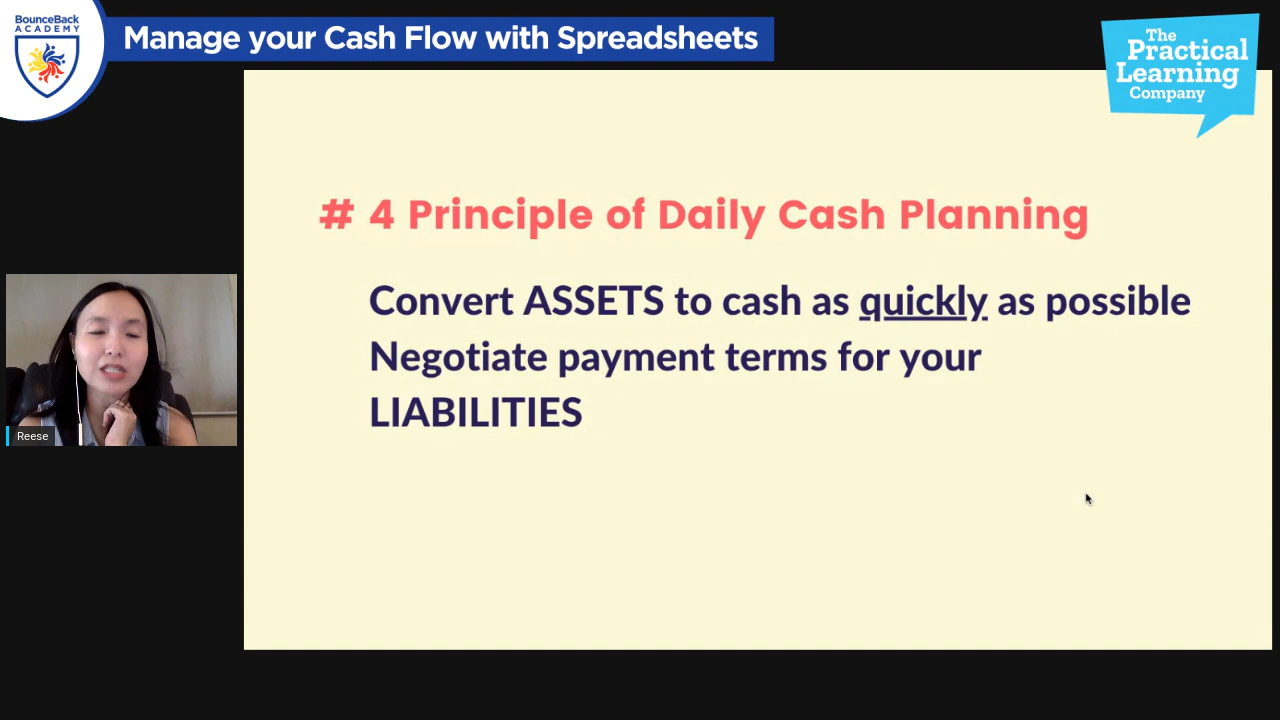 BounceBack
ACADEMY
Manage your Cash Flow with Spreadsheets
The
Practical
Learning
Company
# 4 Principle of Daily Cash Planning
Convert ASSETS to cash as quickly as possible
Negotiate payment terms for your
LIABILITIES
Reese